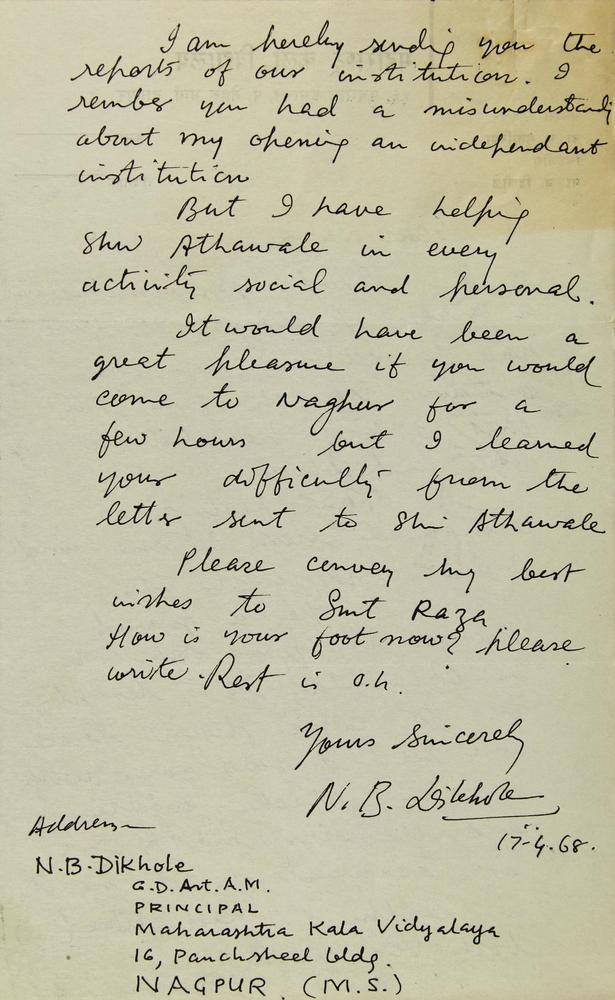 I am hereby sending you the
reports of our institution. I
rember you had a misunderstanding
about my opening an independant
institution
But I have helping
Shri Athawale in every
activity social and personal.
It would have been a
great pleasure if you would
come to Nagpur for a
few hours but I learned
your difficully from the
letter sent to Shri Athawale
Please convey my best
wishes to Smt Raza
How is your foot now? please
write. Rest is o.k.
Yours Sincerely
N. B. Dikhole
17-4-68.
Address-
N.B. Dikhole
G.D. Art. A.M.
PRINCIPAL
Maharashtra Kala Vidyalaya
16, Panchsheel bldg.
NAGPUR. (M.S.)